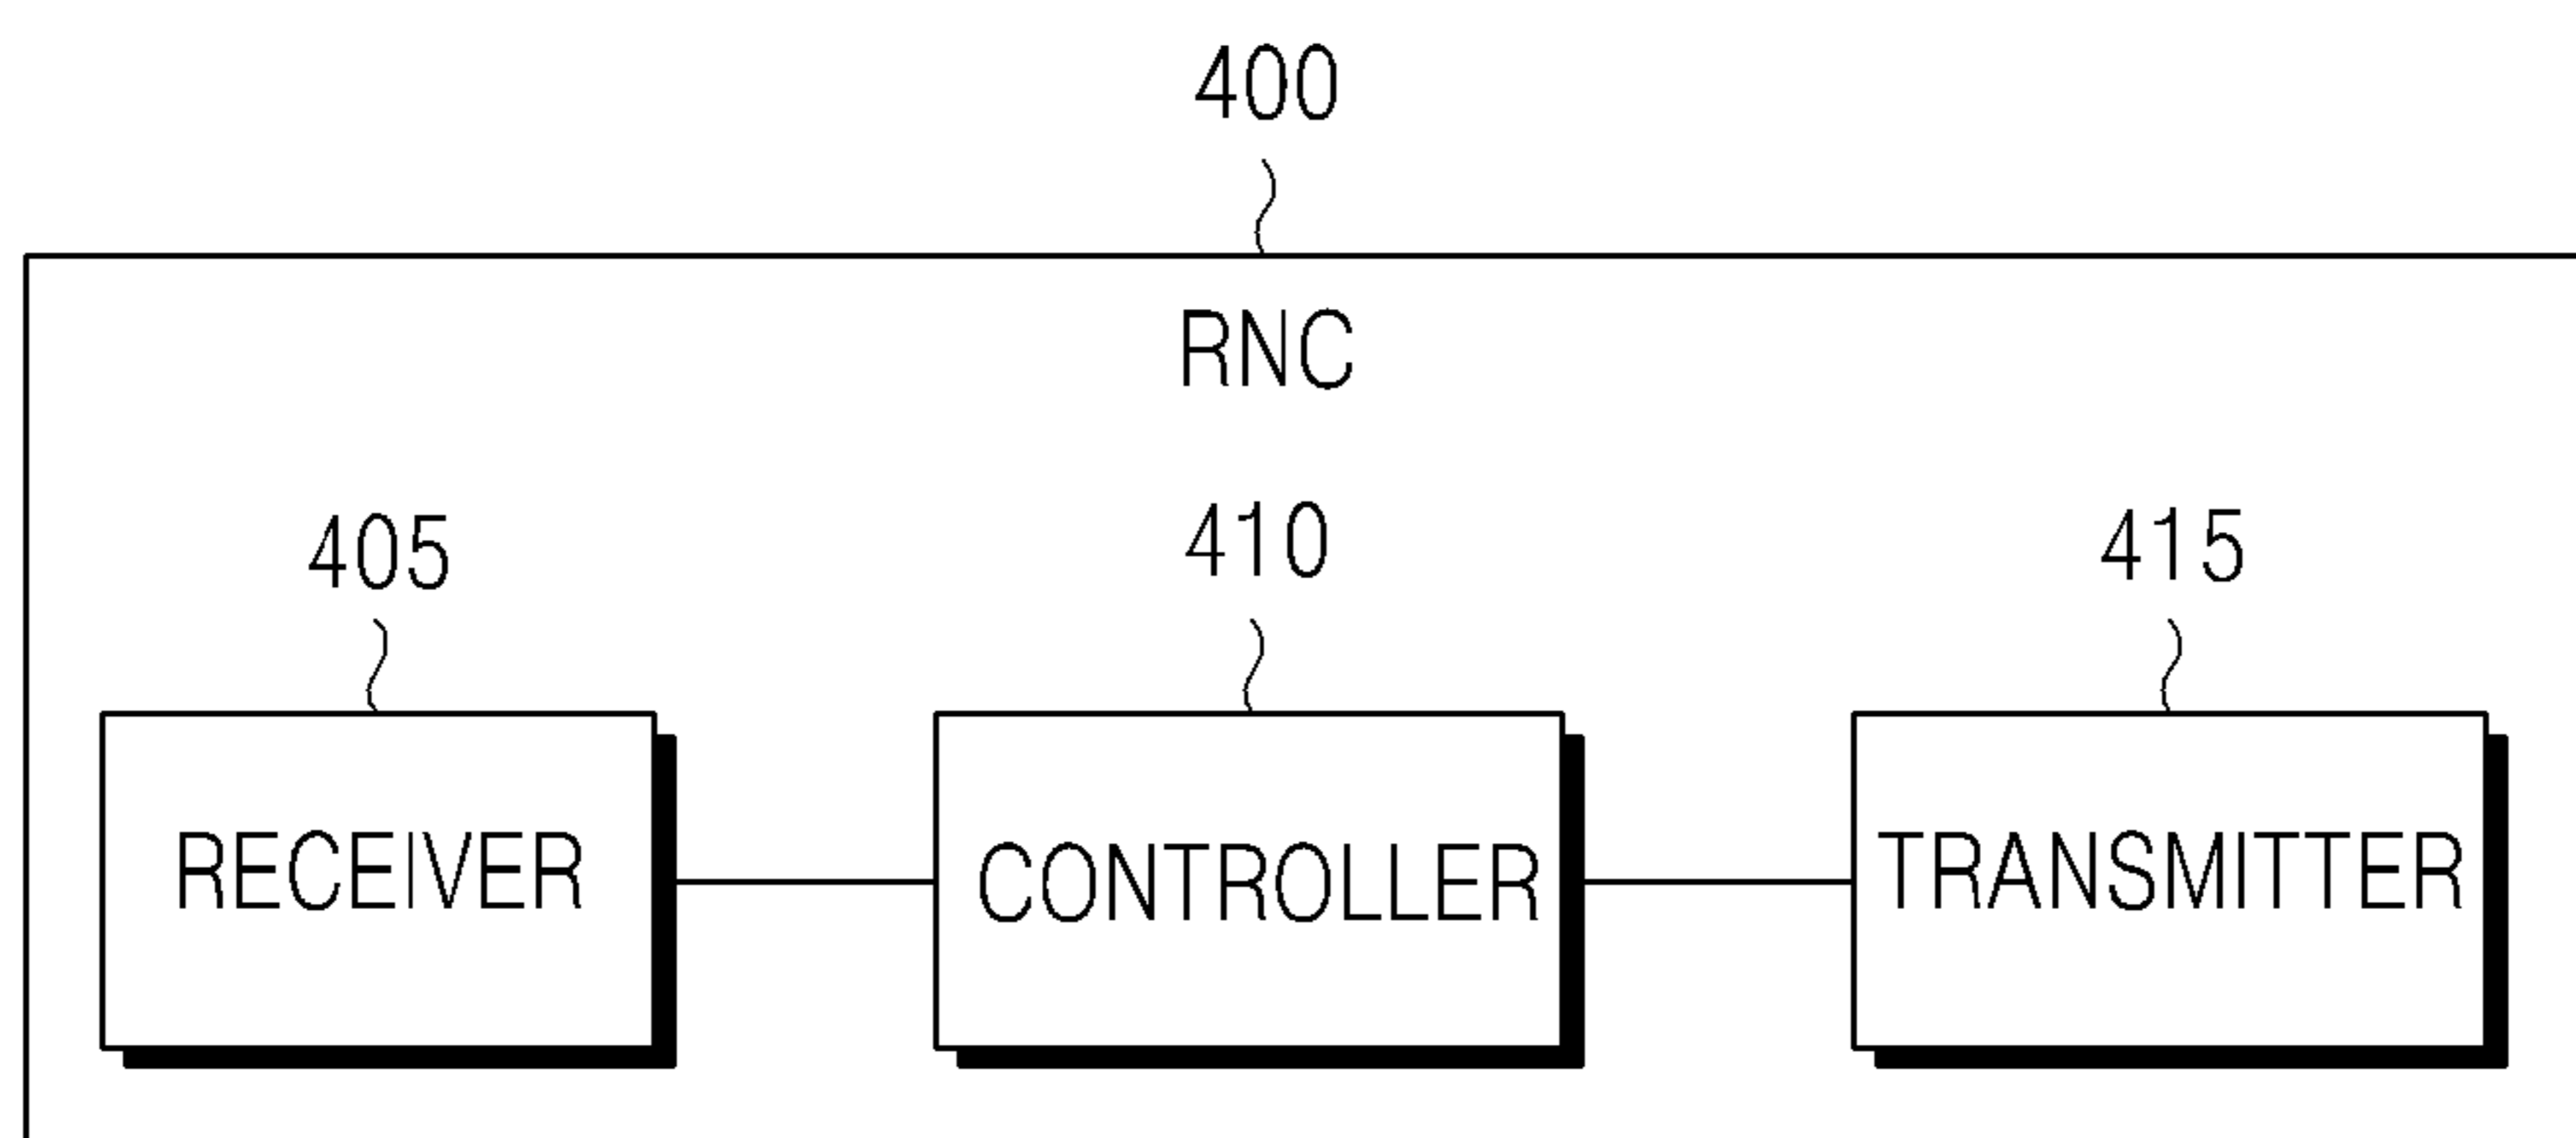 400
RNC
405 410 415
RECEIVER CONTROLLER TRANSMITTER